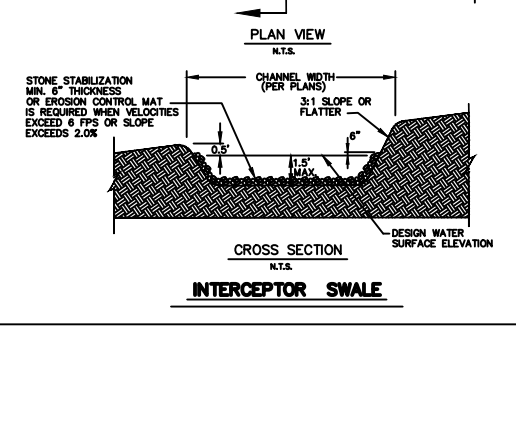 PLAN VIEW
N.T.S.
STONE STABILIZATION
MIN. 6" THICKNESS
OR EROSION CONTROL MAT
IS REQUIRED WHEN VELOCITIES
EXCEED 6 FPS OR SLOPE
EXCEEDS 2.0%
CHANNEL WIDTH
(PER PLANS)
3:1 SLOPE OR
FLATTER
0.5'
6"
1.5'
MAX.
DESIGN WATER
SURFACE ELEVATION
CROSS SECTION
N.T.S.
INTERCEPTOR SWALE